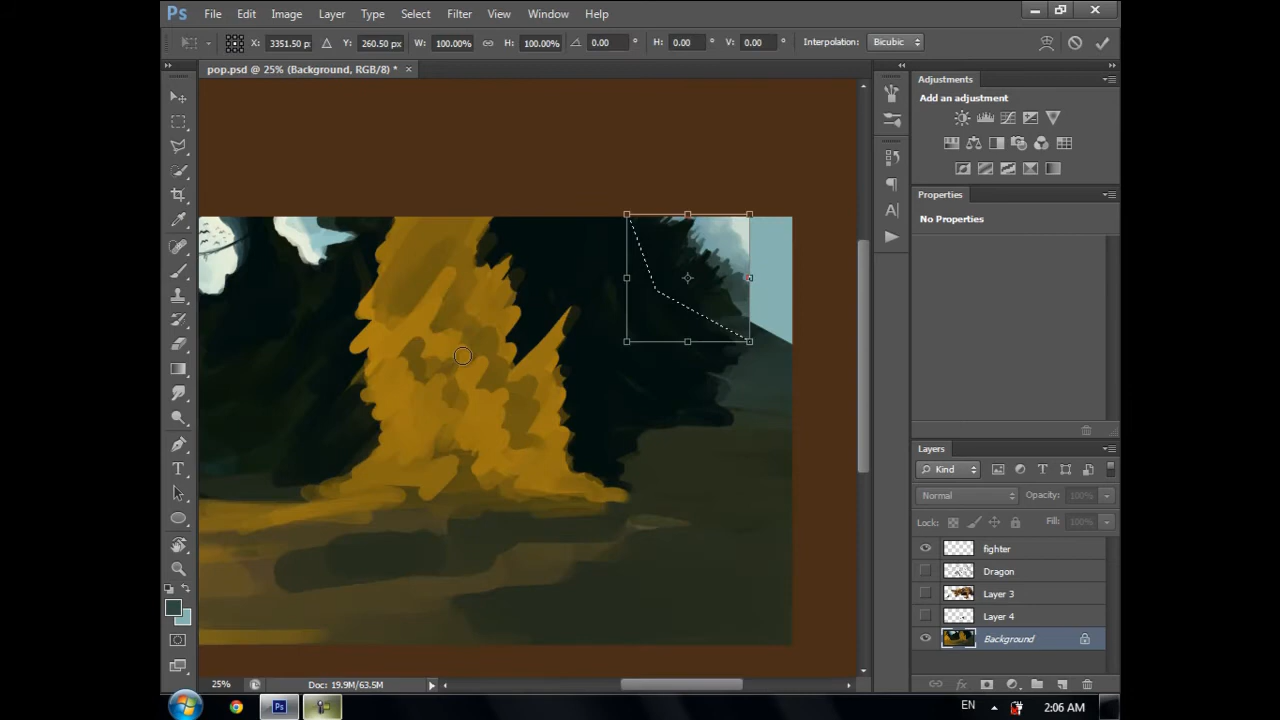 Ps File Edit Image Layer Type Select Filter View Window Help
X: 3351.50 p Y: 260.50 px W: 100.00% H: 100.00% 0.00 ° H: 0.00 ° V: 0.00 ° Interpolation: Bicubic
pop.psd @ 25% (Background, RGB/8) * ×
Adjustments
Add an adjustment
Properties
No Properties
Layers
Kind
Normal Opacity: 100%
Lock: Fill: 100%
fighter
Dragon
Layer 3
Layer 4
Background
25% Doc: 19.9M/63.5M
Ps EN 2:06 AM